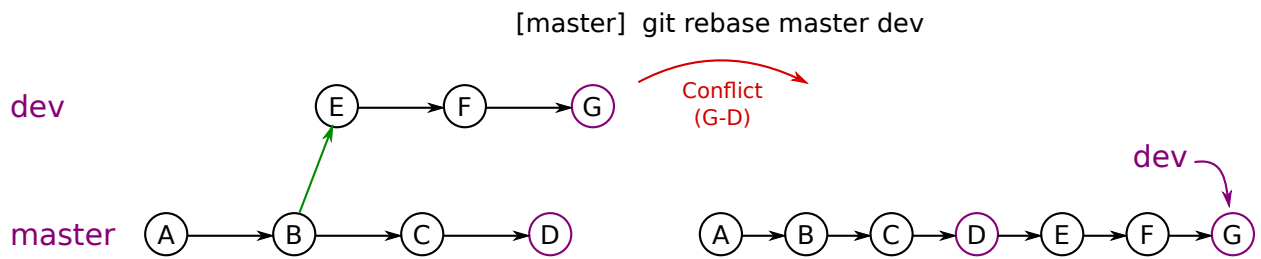 [master]  git rebase master dev
Conflict
(G-D)
dev
E F G
dev
master
A B C D
A B C D E F G